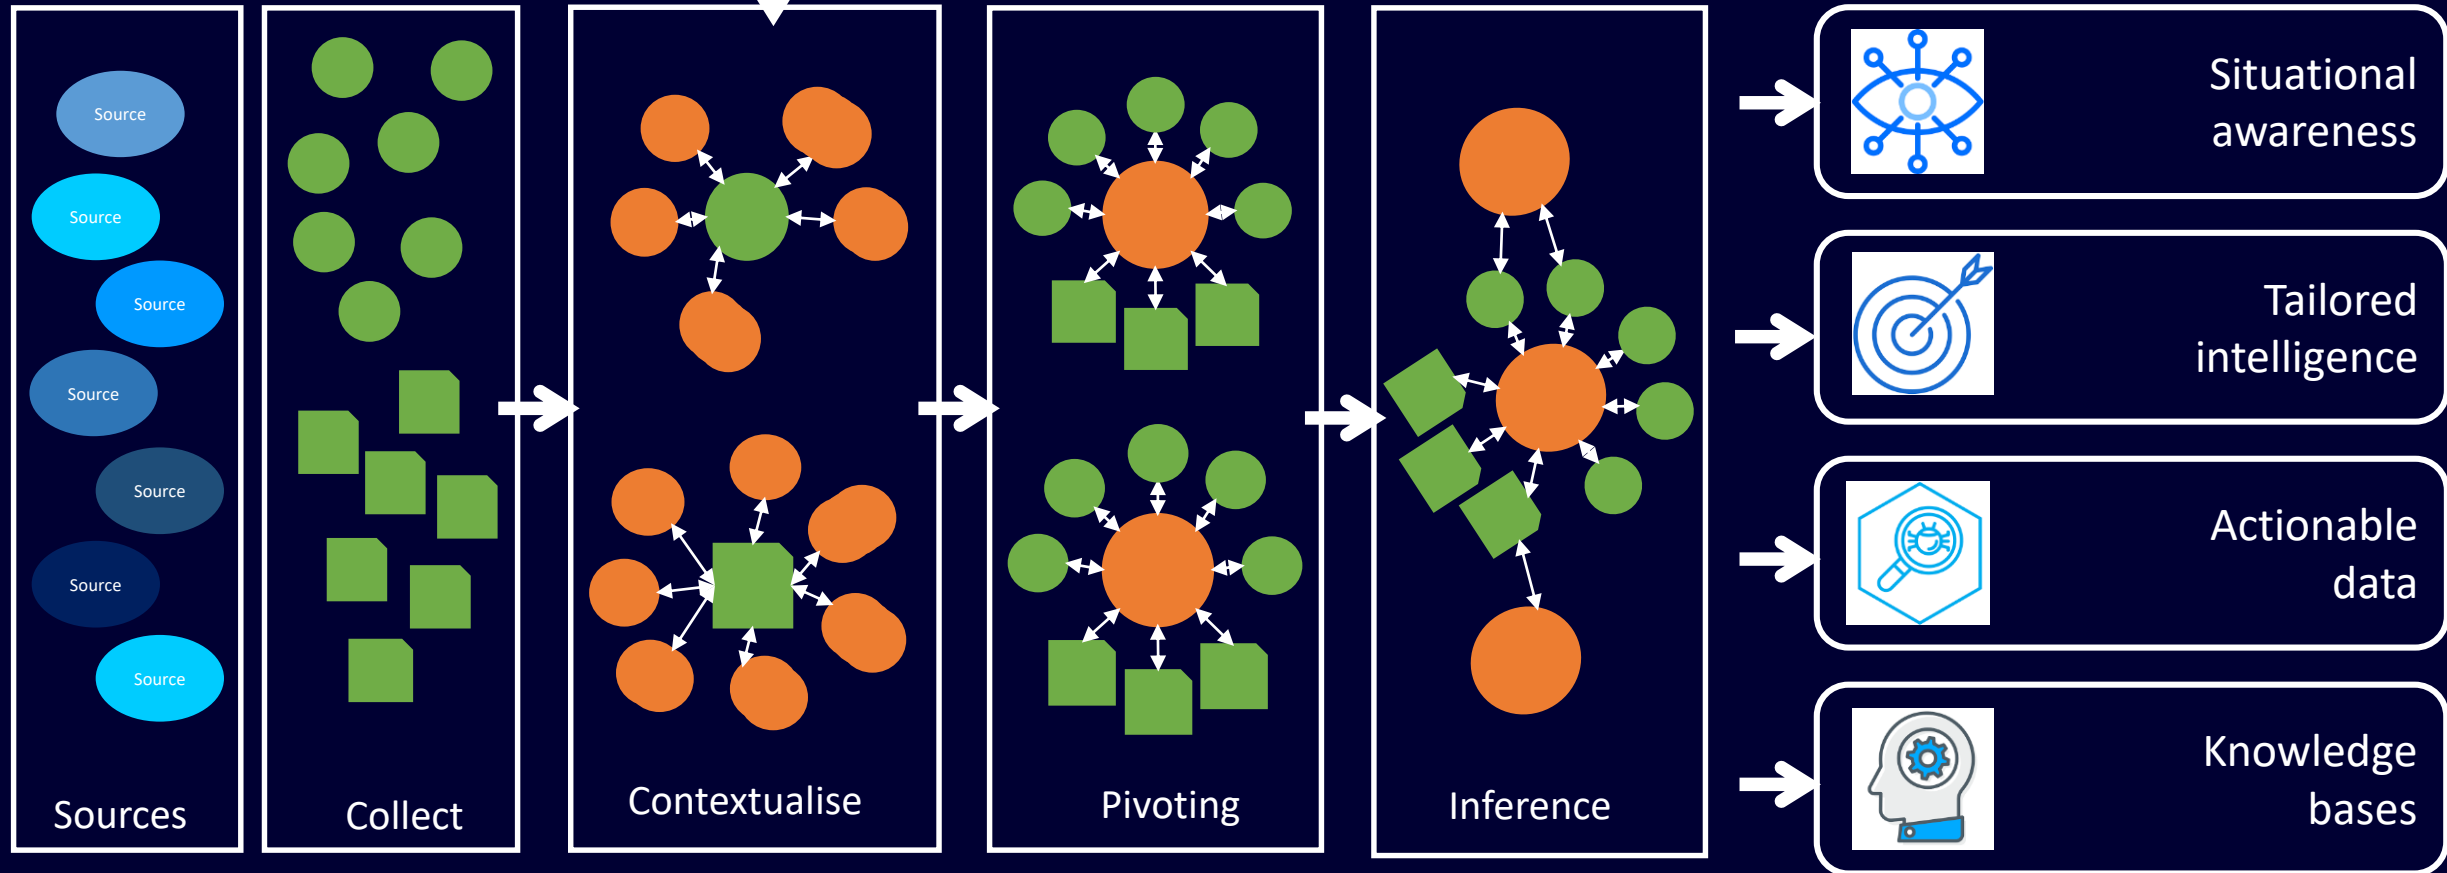 Source
Source
Source
Source
Source
Source
Source
Sources
Collect
Contextualise
Pivoting
Inference
Situational
awareness
Tailored
intelligence
Actionable
data
Knowledge
bases